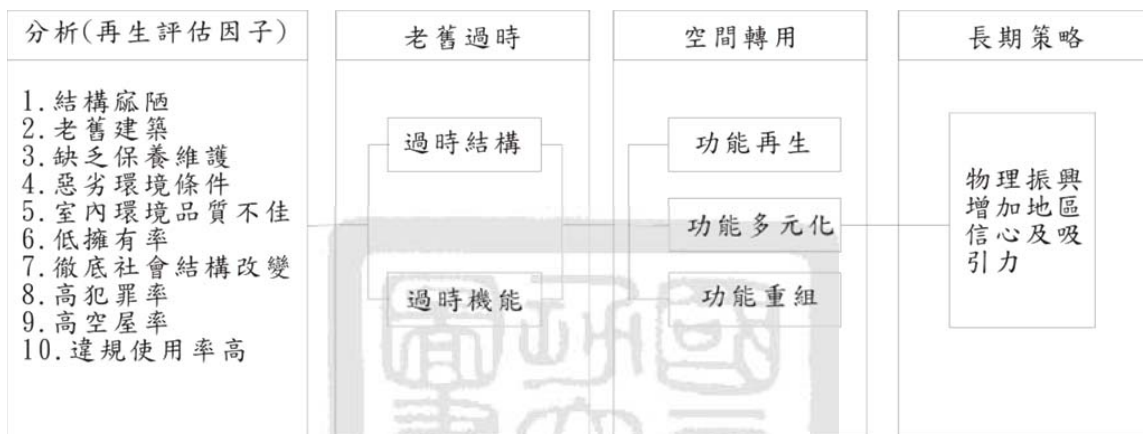 分析(再生評估因子)
1.結構窳陋
2.老舊建築
3.缺乏保養維護
4.惡劣環境條件
5.室內環境品質不佳
6.低擁有率
7.徹底社會結構改變
8.高犯罪率
9.高空屋率
10.違規使用率高
老舊過時
過時結構
過時機能
空間轉用
功能再生
功能多元化
功能重組
長期策略
物理振興
增加地區
信心及吸
引力